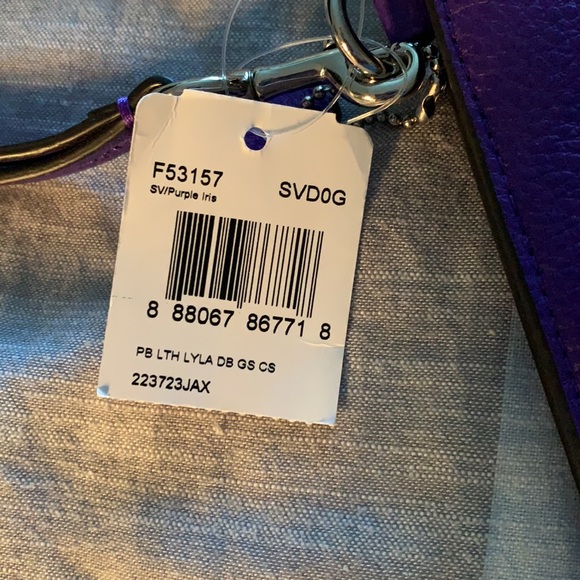 F53157 SVD0G
SV/Purple Iris
8 88067 86771 8
PB LTH LYLA DB GS CS
223723JAX